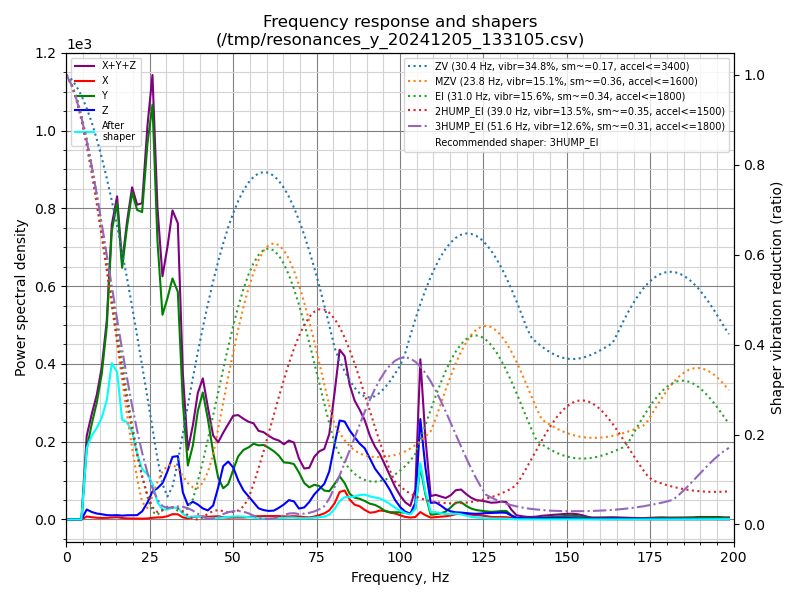 Frequency response and shapers
(/tmp/resonances_y_20241205_133105.csv)
1e3
X+Y+Z
X
Y
Z
After
shaper
ZV (30.4 Hz, vibr=34.8%, sm~=0.17, accel<=3400)
MZV (23.8 Hz, vibr=15.1%, sm~=0.36, accel<=1600)
EI (31.0 Hz, vibr=15.6%, sm~=0.34, accel<=1800)
2HUMP_EI (39.0 Hz, vibr=13.5%, sm~=0.35, accel<=1500)
3HUMP_EI (51.6 Hz, vibr=12.6%, sm~=0.31, accel<=1800)
Recommended shaper: 3HUMP_EI
Power spectral density
1.2
1.0
0.8
0.6
0.4
0.2
0.0
1.0
0.8
0.6
0.4
0.2
0.0
Shaper vibration reduction (ratio)
0
25
50
75
100
125
150
175
200
Frequency, Hz